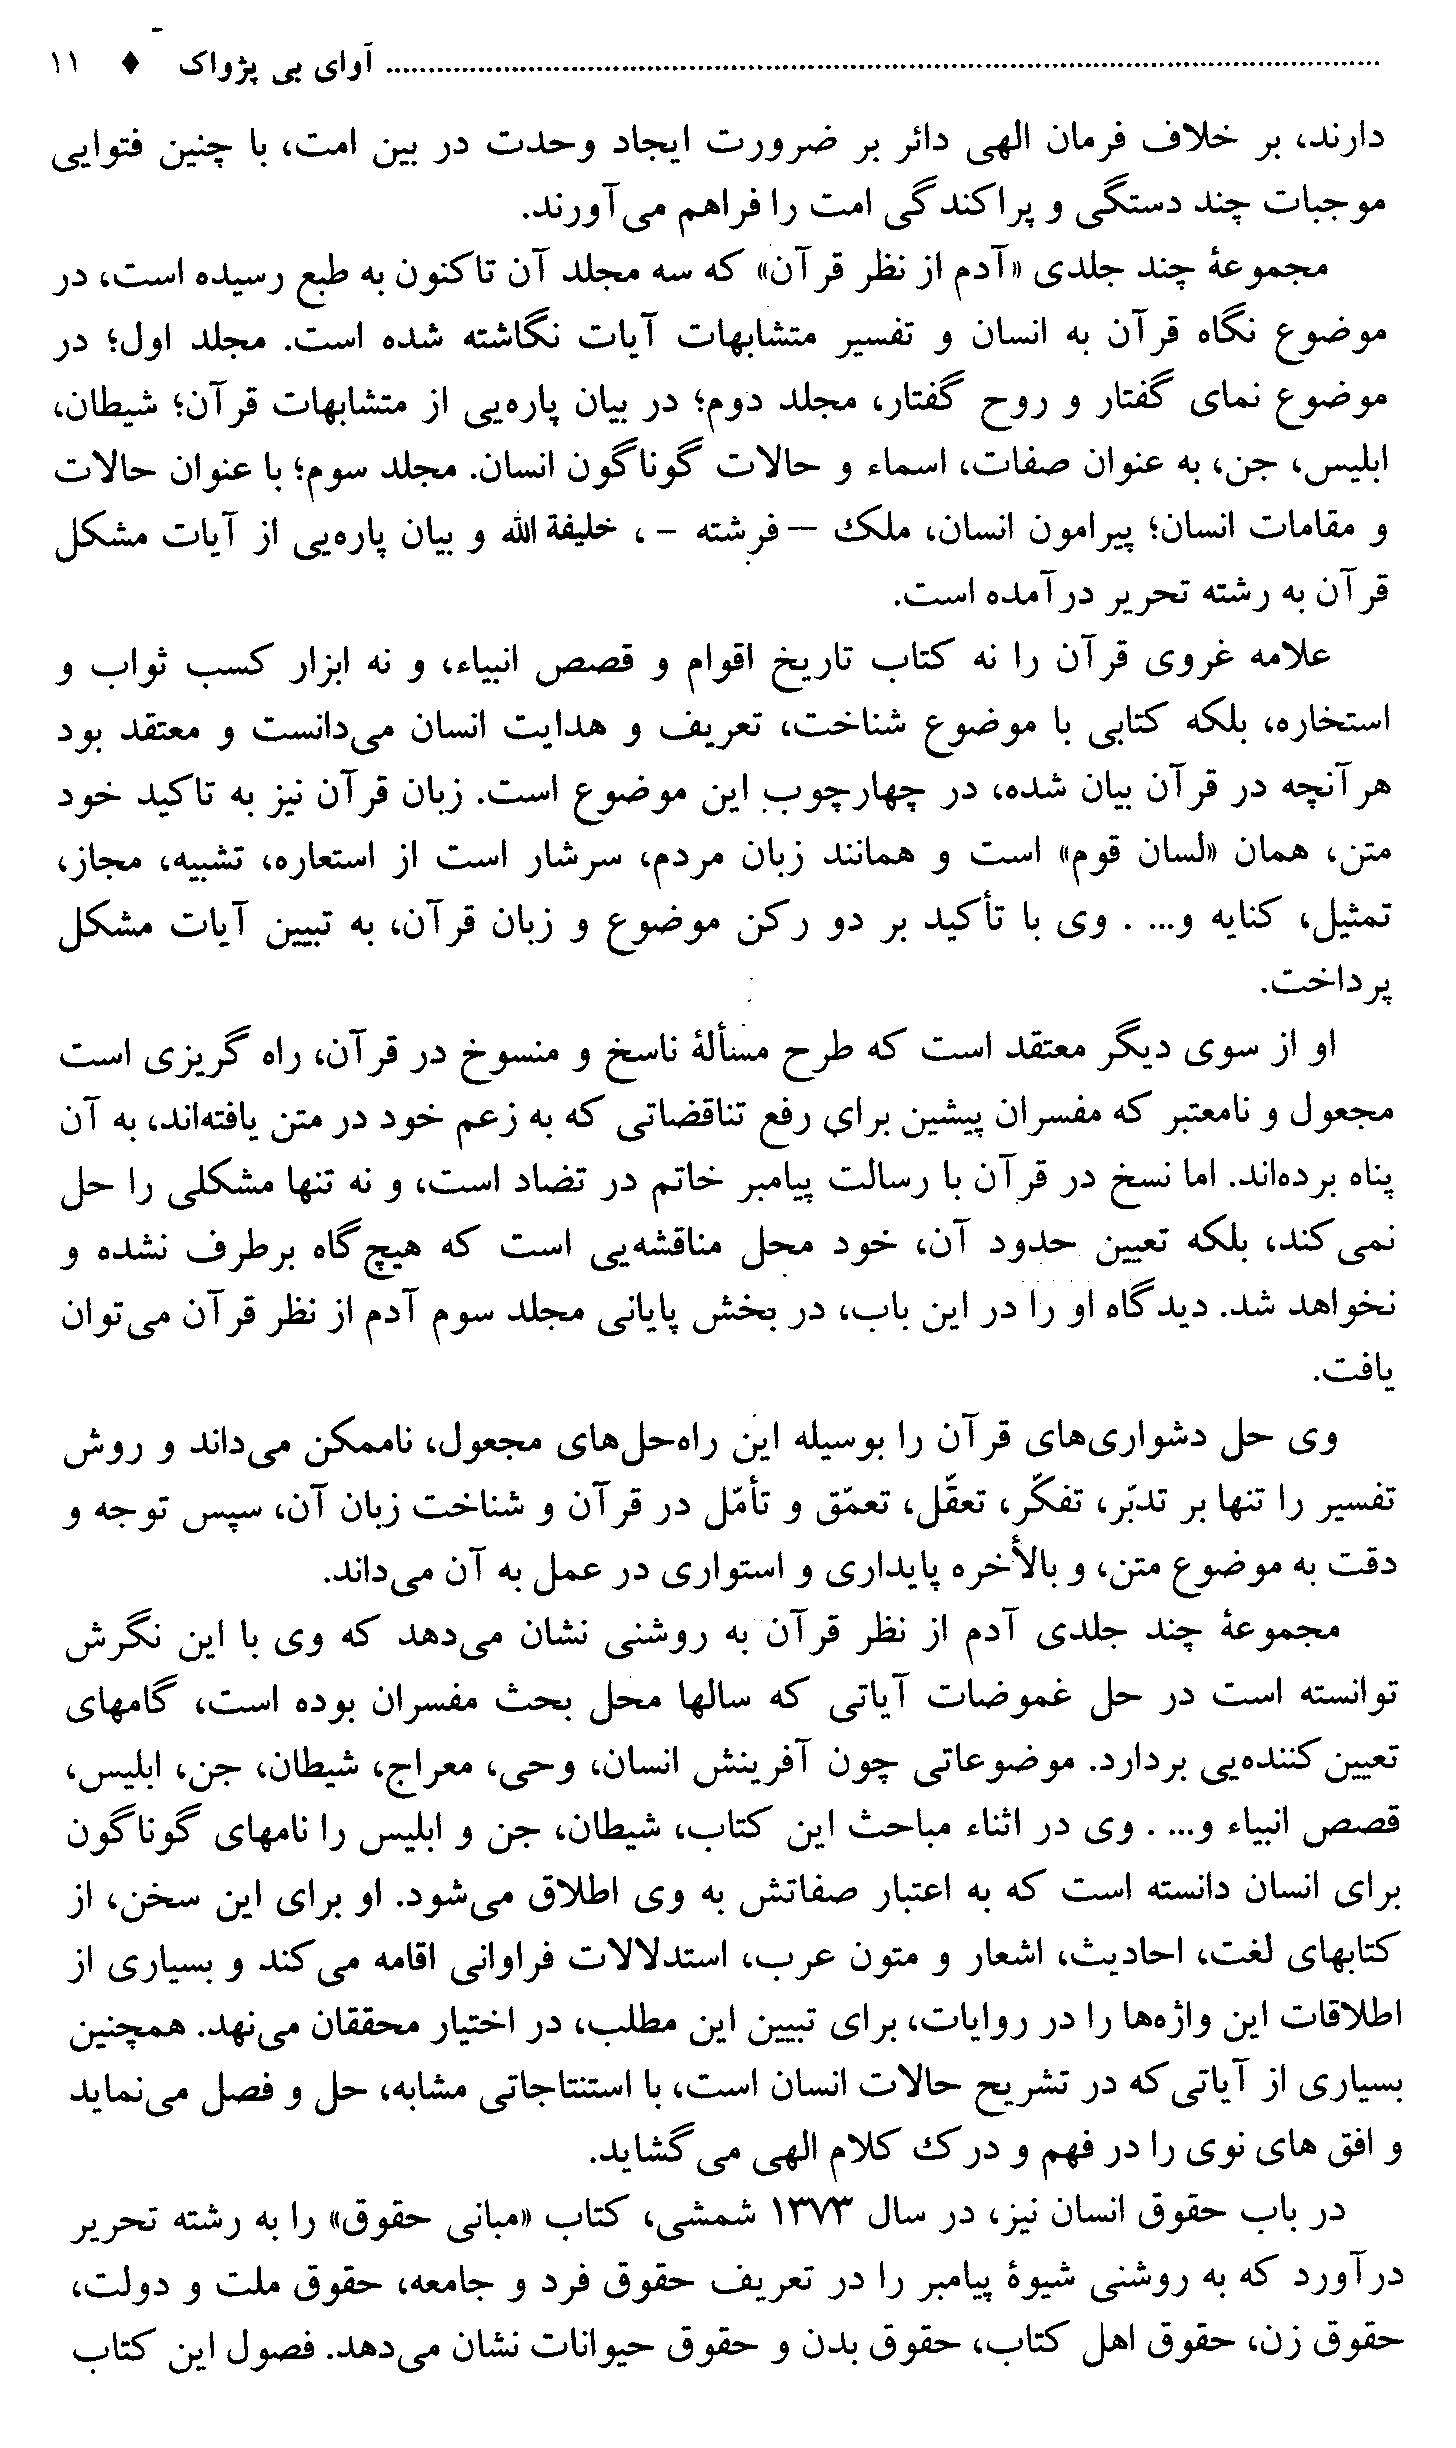 آوای بی پژواک ♦ ۱۱
دارند، بر خلاف فرمان الهی دائر بر ضرورت ایجاد وحدت در بین امت، با چنین فتوایی
موجبات چند دستگی و پراکندگی امت را فراهم می‌آورند.
مجموعهٔ چند جلدی «آدم از نظر قرآن» که سه مجلد آن تاکنون به طبع رسیده است، در
موضوع نگاه قرآن به انسان و تفسیر متشابهات آیات نگاشته شده است. مجلد اول؛ در
موضوع نمای گفتار و روح گفتار، مجلد دوم؛ در بیان پاره‌یی از متشابهات قرآن؛ شیطان،
ابلیس، جن، به عنوان صفات، اسماء و حالات گوناگون انسان. مجلد سوم؛ با عنوان حالات
و مقامات انسان؛ پیرامون انسان، ملک – فرشته -، خلیفة الله و بیان پاره‌یی از آیات مشکل
قرآن به رشته تحریر درآمده است.
علامه غروی قرآن را نه کتاب تاریخ اقوام و قصص انبیاء، و نه ابزار کسب ثواب و
استخاره، بلکه کتابی با موضوع شناخت، تعریف و هدایت انسان می‌دانست و معتقد بود
هر آنچه در قرآن بیان شده، در چهارچوب این موضوع است. زبان قرآن نیز به تاکید خود
متن، همان «لسان قوم» است و همانند زبان مردم، سرشار است از استعاره، تشبیه، مجاز،
تمثیل، کنایه و... . وی با تأکید بر دو رکن موضوع و زبان قرآن، به تبیین آیات مشکل
پرداخت.
او از سوی دیگر معتقد است که طرح مسألهٔ ناسخ و منسوخ در قرآن، راه گریزی است
مجعول و نامعتبر که مفسران پیشین برای رفع تناقضاتی که به زعم خود در متن یافته‌اند، به آن
پناه برده‌اند. اما نسخ در قرآن با رسالت پیامبر خاتم در تضاد است، و نه تنها مشکلی را حل
نمی‌کند، بلکه تعیین حدود آن، خود محل مناقشه‌یی است که هیچ‌گاه برطرف نشده و
نخواهد شد. دیدگاه او را در این باب، در بخش پایانی مجلد سوم آدم از نظر قرآن می‌توان
یافت.
وی حل دشواری‌های قرآن را بوسیله این راه‌حل‌های مجعول، ناممکن می‌داند و روش
تفسیر را تنها بر تدبّر، تفکّر، تعقّل، تعمّق و تأمّل در قرآن و شناخت زبان آن، سپس توجه و
دقت به موضوع متن، و بالأخره پایداری و استواری در عمل به آن می‌داند.
مجموعهٔ چند جلدی آدم از نظر قرآن به روشنی نشان می‌دهد که وی با این نگرش
توانسته است در حل غموضات آیاتی که سالها محل بحث مفسران بوده است، گامهای
تعیین‌کننده‌یی بردارد. موضوعاتی چون آفرینش انسان، وحی، معراج، شیطان، جن، ابلیس،
قصص انبیاء و... . وی در اثناء مباحث این کتاب، شیطان، جن و ابلیس را نامهای گوناگون
برای انسان دانسته است که به اعتبار صفاتش به وی اطلاق می‌شود. او برای این سخن، از
کتابهای لغت، احادیث، اشعار و متون عرب، استدلالات فراوانی اقامه می‌کند و بسیاری از
اطلاقات این واژه‌ها را در روایات، برای تبیین این مطلب، در اختیار محققان می‌نهد. همچنین
بسیاری از آیاتی که در تشریح حالات انسان است، با استنتاجاتی مشابه، حل و فصل می‌نماید
و افق های نوی را در فهم و درک کلام الهی می‌گشاید.
در باب حقوق انسان نیز، در سال ۱۳۷۳ شمشی، کتاب «مبانی حقوق» را به رشته تحریر
درآورد که به روشنی شیوهٔ پیامبر را در تعریف حقوق فرد و جامعه، حقوق ملت و دولت،
حقوق زن، حقوق اهل کتاب، حقوق بدن و حقوق حیوانات نشان می‌دهد. فصول این کتاب